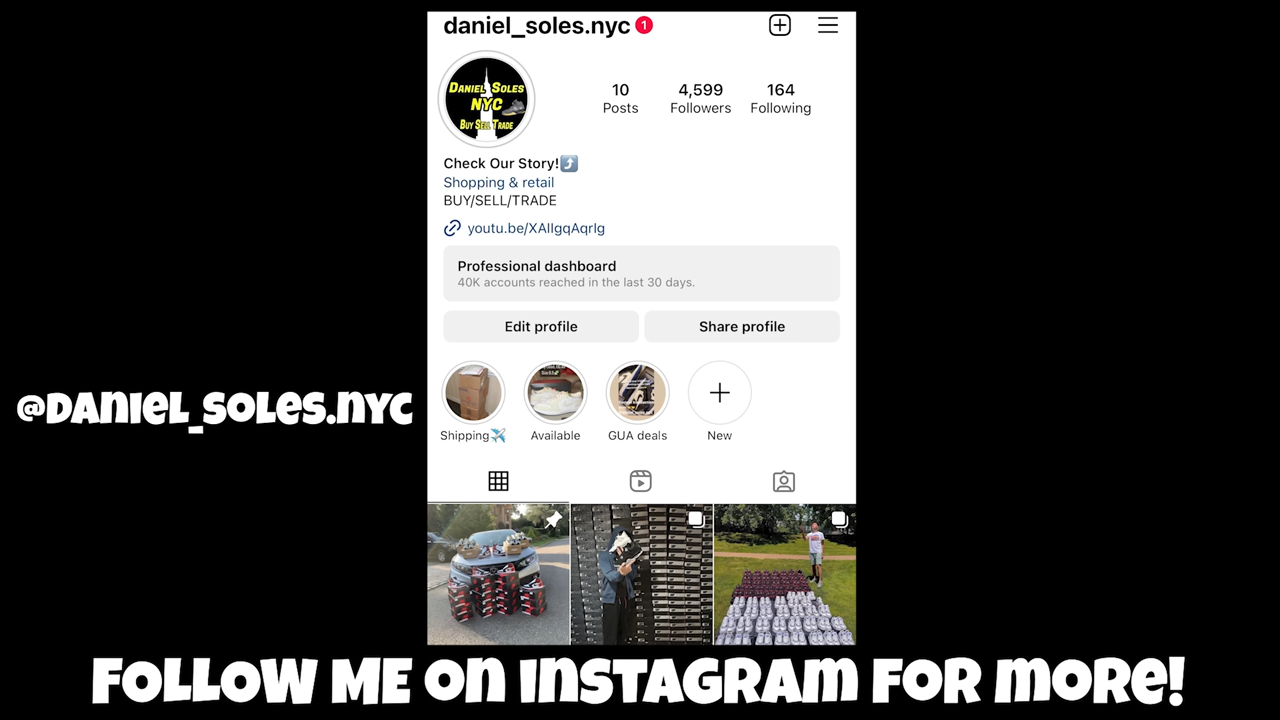 daniel_soles.nyc 1
DANIEL SOLES
NYC
BUY SELL TRADE
10
Posts
4,599
Followers
164
Following
Check Our Story!⤴️
Shopping & retail
BUY/SELL/TRADE
youtu.be/XAIlgqAqrlg
Professional dashboard
40K accounts reached in the last 30 days.
Edit profile
Share profile
Shipping✈️
Available
GUA deals
New
@DANIEL_SOLES.NYC
FOLLOW ME ON INSTAGRAM FOR MORE!